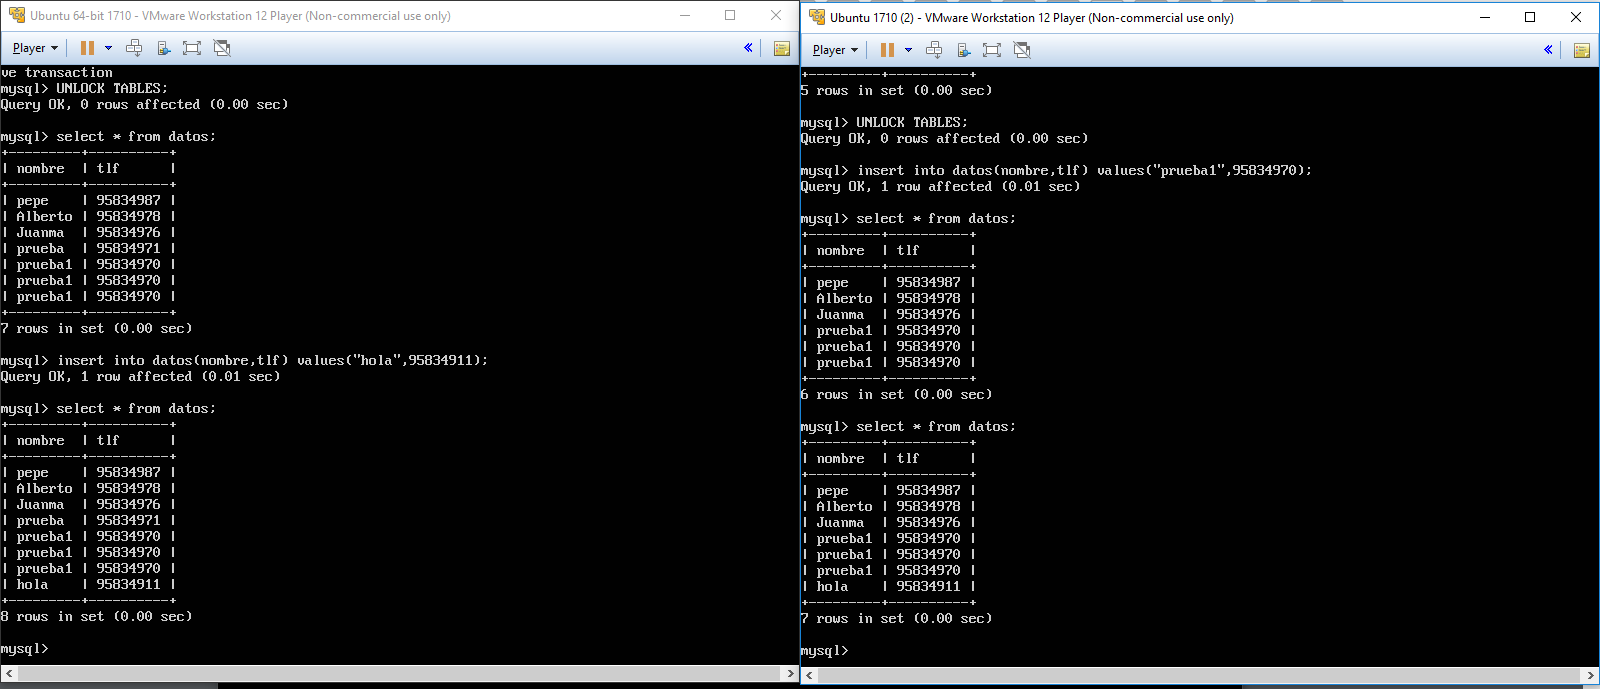 Ubuntu 64-bit 1710 - VMware Workstation 12 Player (Non-commercial use only)
Player
ve transaction
mysql> UNLOCK TABLES;
Query OK, 0 rows affected (0.00 sec)
mysql> select * from datos;
+---------+----------+
| nombre  | tlf      |
+---------+----------+
| pepe    | 95834987 |
| Alberto | 95834978 |
| Juanma  | 95834976 |
| prueba  | 95834971 |
| prueba1 | 95834970 |
| prueba1 | 95834970 |
| prueba1 | 95834970 |
+---------+----------+
7 rows in set (0.00 sec)
mysql> insert into datos(nombre,tlf) values("hola",95834911);
Query OK, 1 row affected (0.01 sec)
mysql> select * from datos;
+---------+----------+
| nombre  | tlf      |
+---------+----------+
| pepe    | 95834987 |
| Alberto | 95834978 |
| Juanma  | 95834976 |
| prueba  | 95834971 |
| prueba1 | 95834970 |
| prueba1 | 95834970 |
| prueba1 | 95834970 |
| hola    | 95834911 |
+---------+----------+
8 rows in set (0.00 sec)
mysql>
Ubuntu 1710 (2) - VMware Workstation 12 Player (Non-commercial use only)
Player
+---------+----------+
5 rows in set (0.00 sec)
mysql> UNLOCK TABLES;
Query OK, 0 rows affected (0.00 sec)
mysql> insert into datos(nombre,tlf) values("prueba1",95834970);
Query OK, 1 row affected (0.01 sec)
mysql> select * from datos;
+---------+----------+
| nombre  | tlf      |
+---------+----------+
| pepe    | 95834987 |
| Alberto | 95834978 |
| Juanma  | 95834976 |
| prueba1 | 95834970 |
| prueba1 | 95834970 |
| prueba1 | 95834970 |
+---------+----------+
6 rows in set (0.00 sec)
mysql> select * from datos;
+---------+----------+
| nombre  | tlf      |
+---------+----------+
| pepe    | 95834987 |
| Alberto | 95834978 |
| Juanma  | 95834976 |
| prueba1 | 95834970 |
| prueba1 | 95834970 |
| prueba1 | 95834970 |
| hola    | 95834911 |
+---------+----------+
7 rows in set (0.00 sec)
mysql>